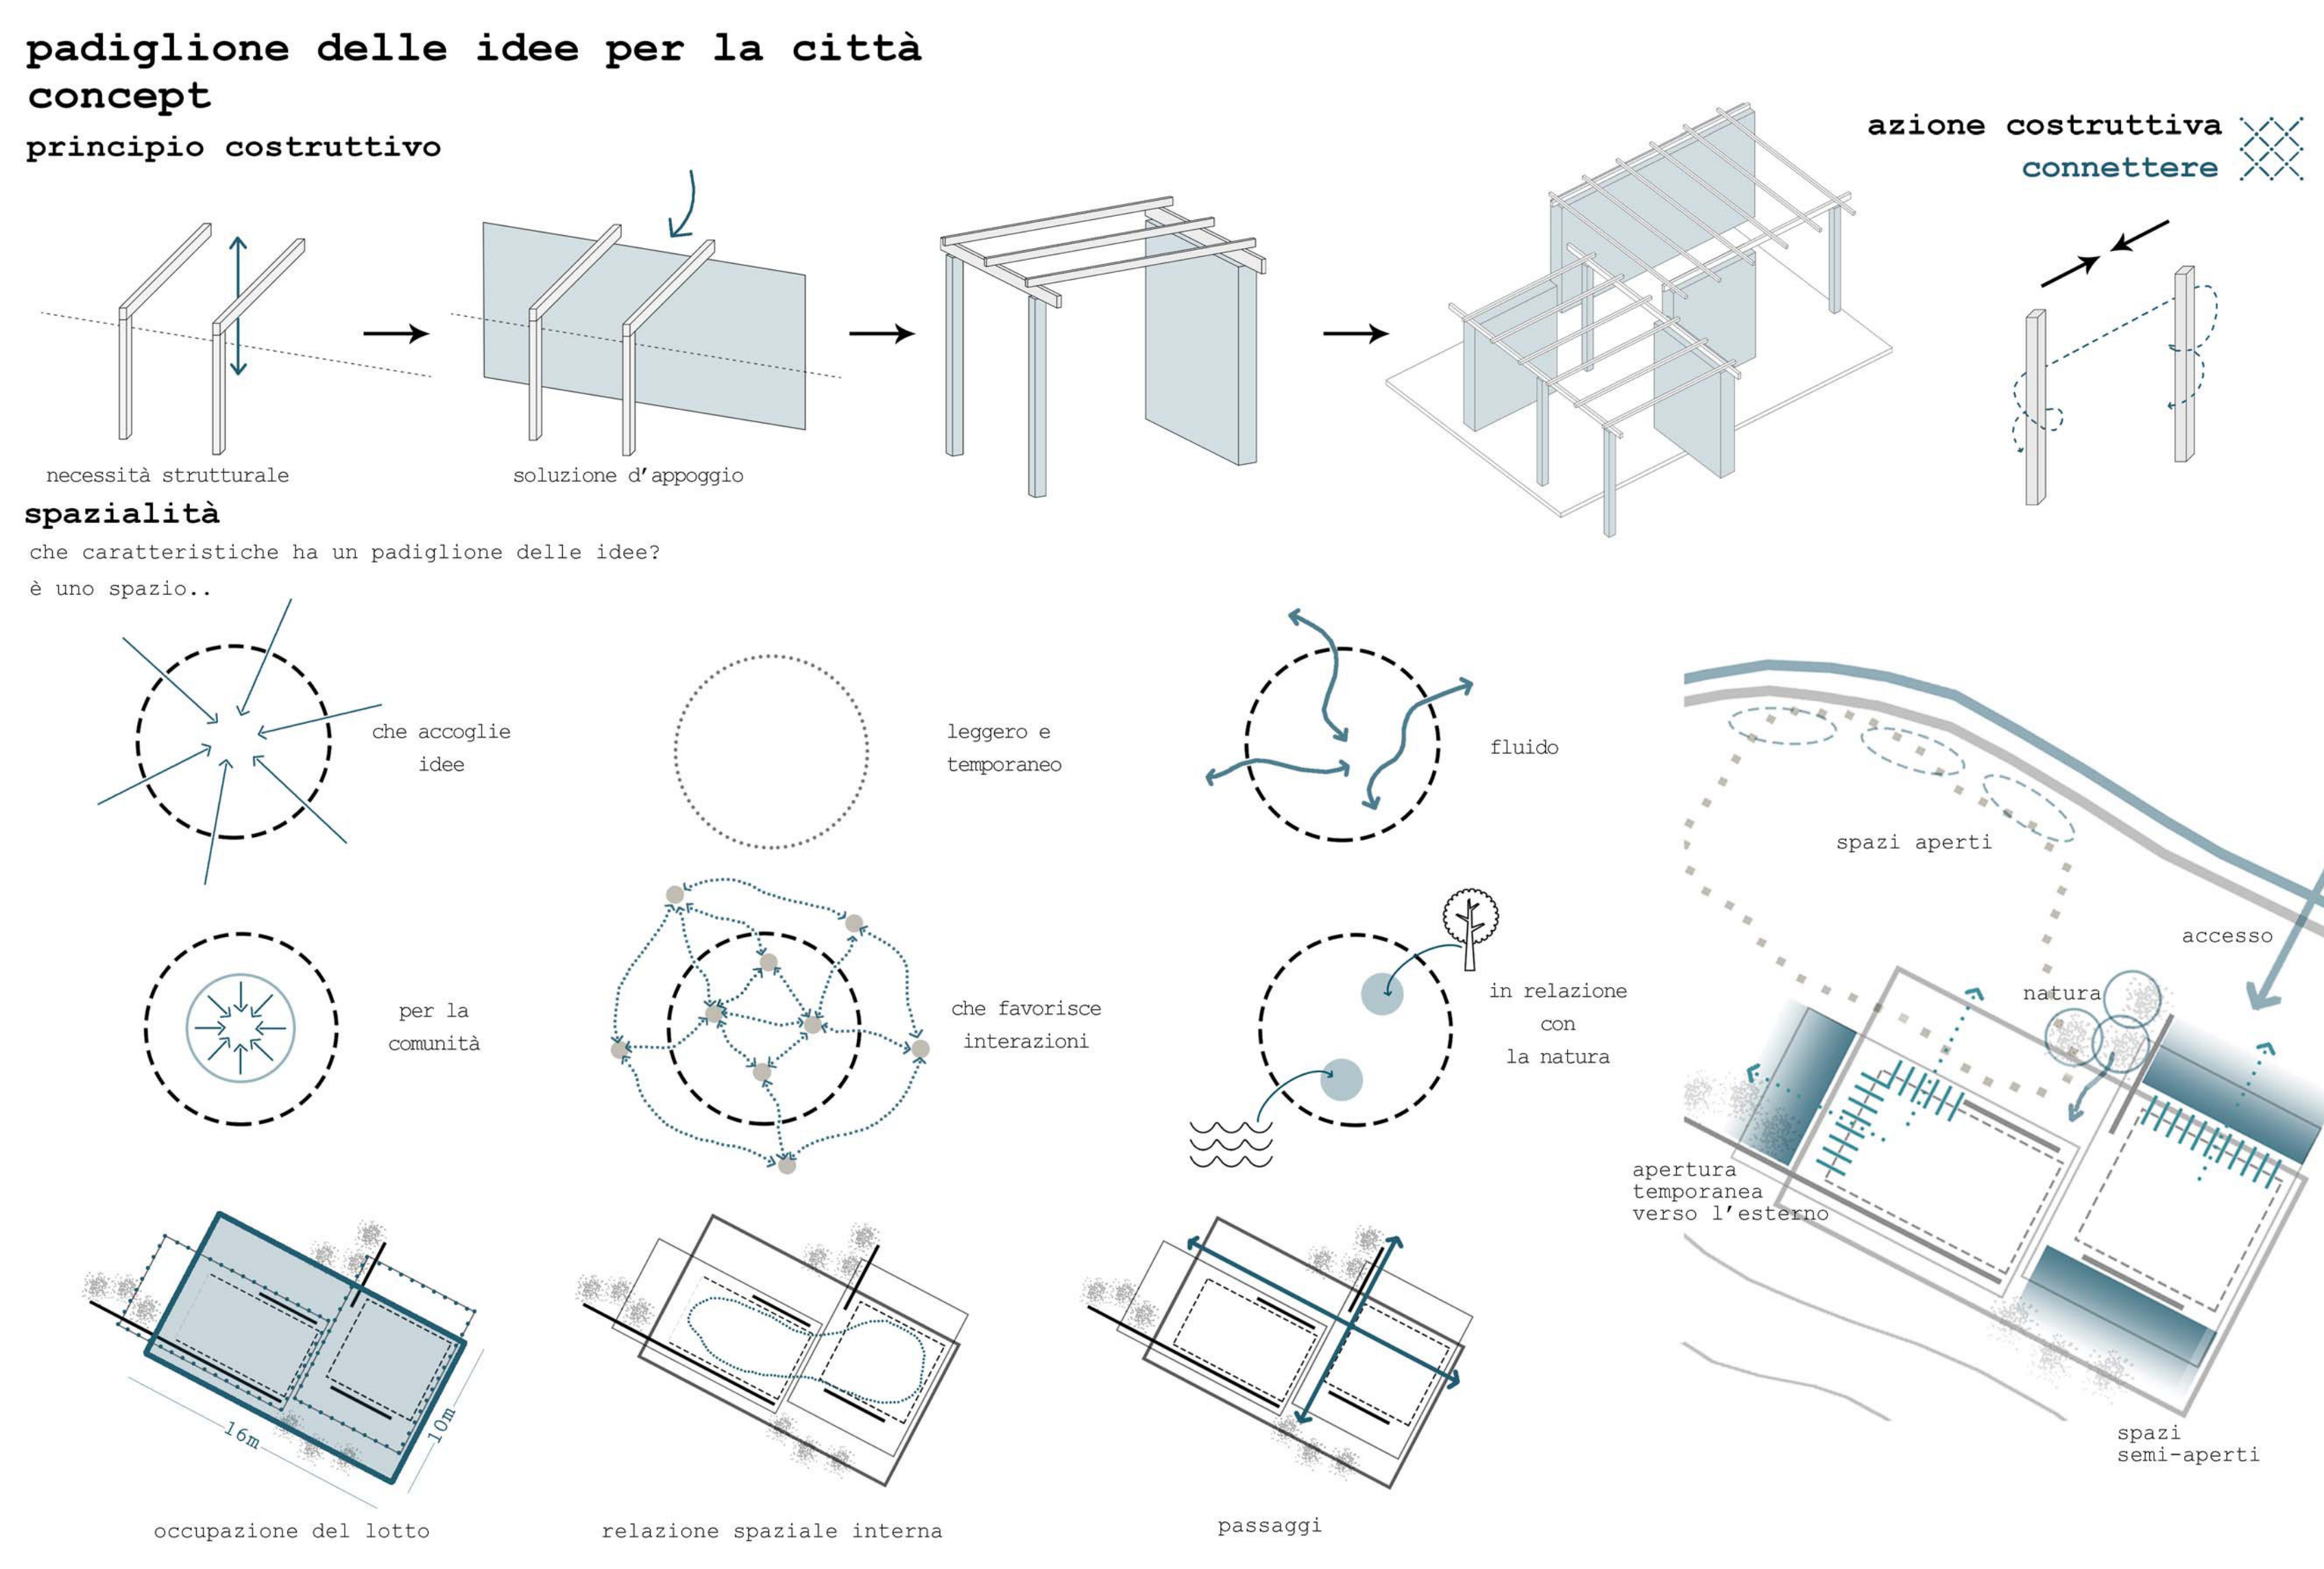 padiglione delle idee per la città
concept
principio costruttivo
azione costruttiva
connettere
necessità strutturale
soluzione d'appoggio
spazialità
che caratteristiche ha un padiglione delle idee?
è uno spazio..
che accoglie
idee
leggero e
temporaneo
fluido
per la
comunità
che favorisce
interazioni
in relazione
con
la natura
spazi aperti
accesso
natura
apertura
temporanea
verso l'esterno
spazi
semi-aperti
16m
10m
occupazione del lotto
relazione spaziale interna
passaggi